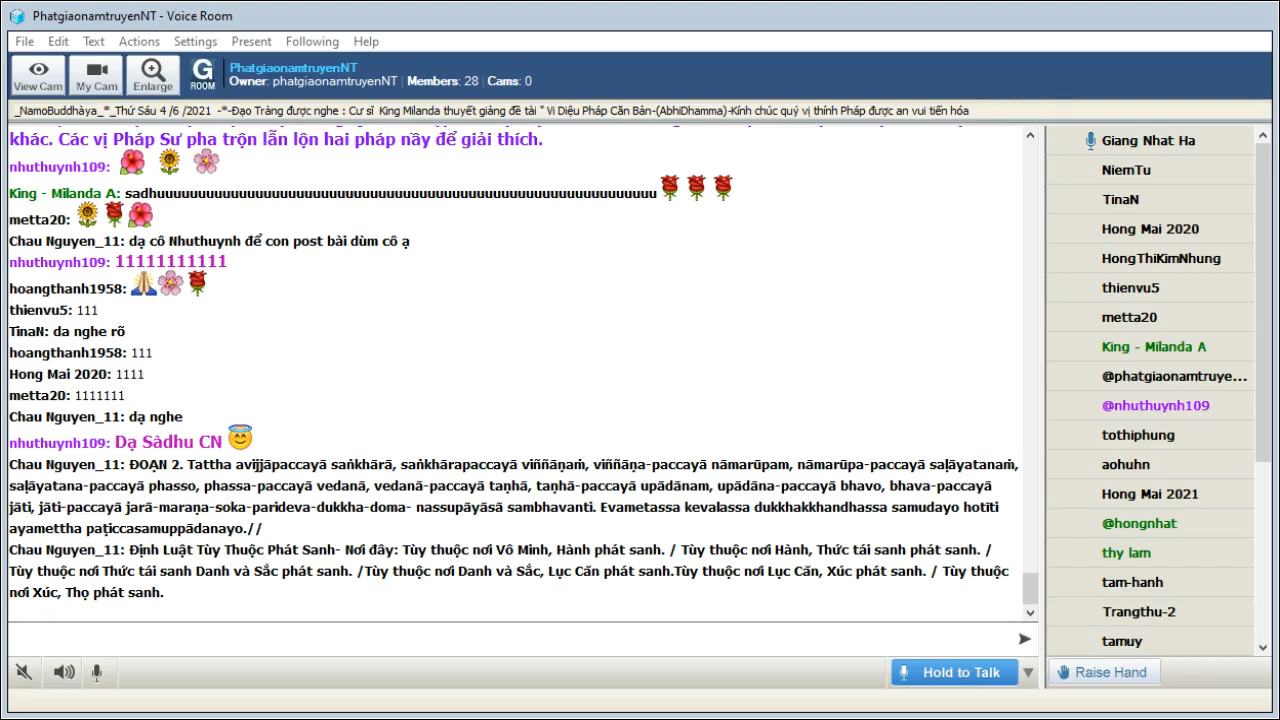 PhatgiaonamtruyenNT - Voice Room
File Edit Text Actions Settings Present Following Help
View Cam My Cam Enlarge G ROOM
PhatgiaonamtruyenNT
Owner: phatgiaonamtruyenNT | Members: 28 | Cams: 0
_NamoBuddhàya_*_Thứ Sáu 4 /6 /2021 -*-Đạo Tràng được nghe : Cư sĩ King Milanda thuyết giảng đề tài " Vi Diệu Pháp Căn Bản-(AbhiDhamma)-Kính chúc quý vị thính Pháp được an vui tiến hóa
khác. Các vị Pháp Sư pha trộn lẫn lộn hai pháp nầy để giải thích.
nhuthuynh109:
King - Milanda A: sadhuuuuuuuuuuuuuuuuuuuuuuuuuuuuuuuuuuuuuuuuuuuuuuuuuuuuuuuuuuuuu
metta20:
Chau Nguyen_11: dạ cô Nhuthuynh để con post bài dùm cô ạ
nhuthuynh109: 11111111111
hoangthanh1958:
thienvu5: 111
TinaN: da nghe rõ
hoangthanh1958: 111
Hong Mai 2020: 1111
metta20: 1111111
Chau Nguyen_11: dạ nghe
nhuthuynh109: Dạ Sàdhu CN
Chau Nguyen_11: ĐOẠN 2. Tattha avijjāpaccayā saṅkhārā, saṅkhārapaccayā viññāṇaṁ, viññāṇa-paccayā nāmarūpam, nāmarūpa-paccayā saḷāyatanaṁ,
saḷāyatana-paccayā phasso, phassa-paccayā vedanā, vedanā-paccayā taṇhā, taṇhā-paccayā upādānam, upādāna-paccayā bhavo, bhava-paccayā
jāti, jāti-paccayā jarā-maraṇa-soka-parideva-dukkha-doma- nassupāyāsā sambhavanti. Evametassa kevalassa dukkhakkhandhassa samudayo hotīti
ayamettha paṭiccasamuppādanayo.//
Chau Nguyen_11: Định Luật Tùy Thuộc Phát Sanh- Nơi đây: Tùy thuộc nơi Vô Minh, Hành phát sanh. / Tùy thuộc nơi Hành, Thức tái sanh phát sanh. /
Tùy thuộc nơi Thức tái sanh Danh và Sắc phát sanh. /Tùy thuộc nơi Danh và Sắc, Lục Căn phát sanh.Tùy thuộc nơi Lục Căn, Xúc phát sanh. / Tùy thuộc
nơi Xúc, Thọ phát sanh.
Hold to Talk
Giang Nhat Ha
NiemTu
TinaN
Hong Mai 2020
HongThiKimNhung
thienvu5
metta20
King - Milanda A
@phatgiaonamtruye...
@nhuthuynh109
tothiphung
aohuhn
Hong Mai 2021
@hongnhat
thy lam
tam-hanh
Trangthu-2
tamuy
Raise Hand